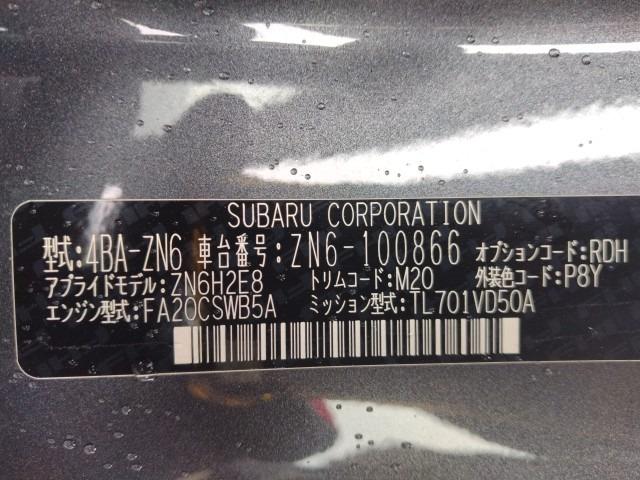 SUBARU CORPORATION
型式:4BA-ZN6 車台番号:ZN6-100866 オプションコード:RDH
アプライドモデル:ZN6H2E8 トリムコード:M20 外装色コード:P8Y
エンジン型式:FA20CSWB5A ミッション型式:TL701VD50A